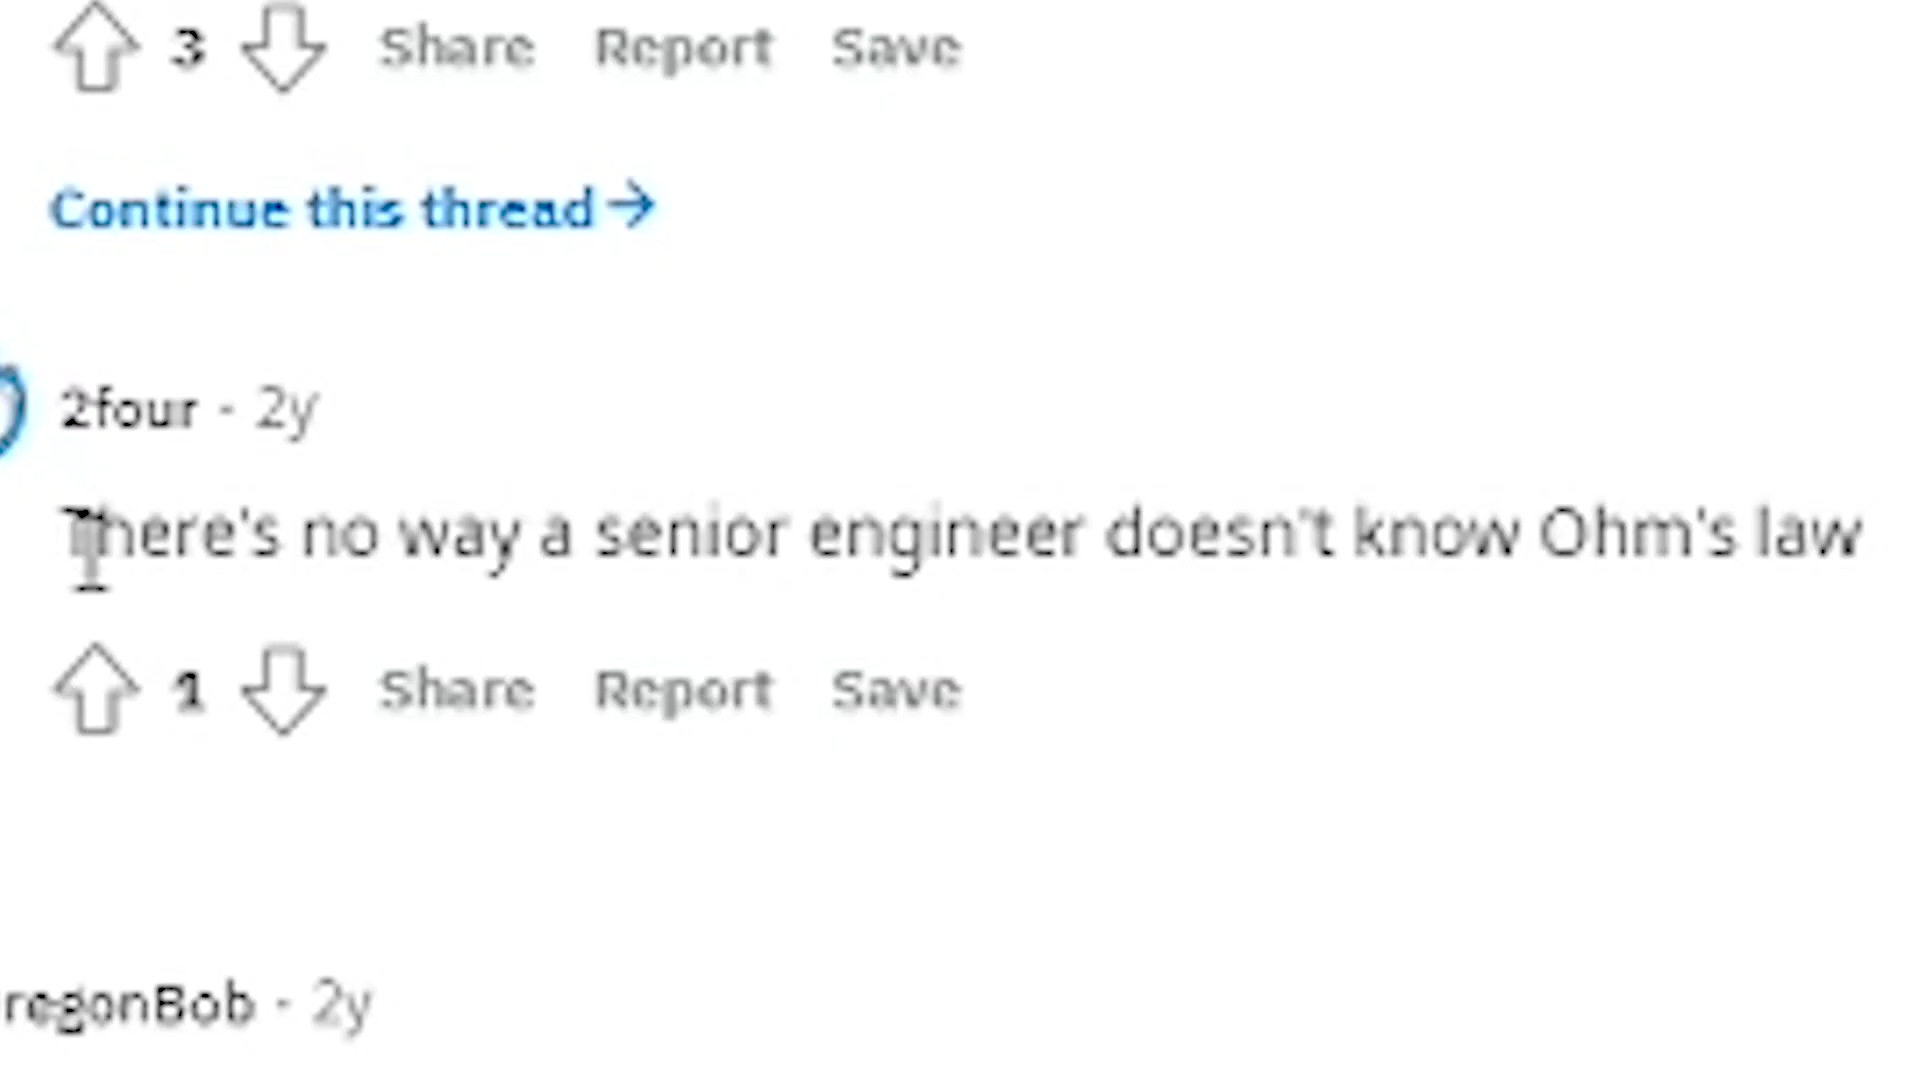 3 Share Report Save
Continue this thread →
2four · 2y
There's no way a senior engineer doesn't know Ohm's law
1 Share Report Save
regonBob · 2y